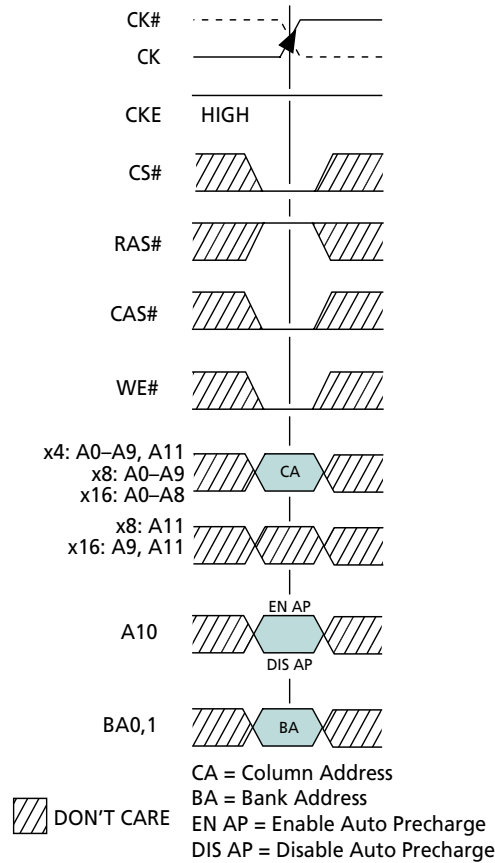 CK#
CK
CKE HIGH
CS#
RAS#
CAS#
WE#
x4: A0–A9, A11
x8: A0–A9
x16: A0–A8
CA
x8: A11
x16: A9, A11
EN AP
A10
DIS AP
BA0,1 BA
CA = Column Address
BA = Bank Address
DON'T CARE
EN AP = Enable Auto Precharge
DIS AP = Disable Auto Precharge